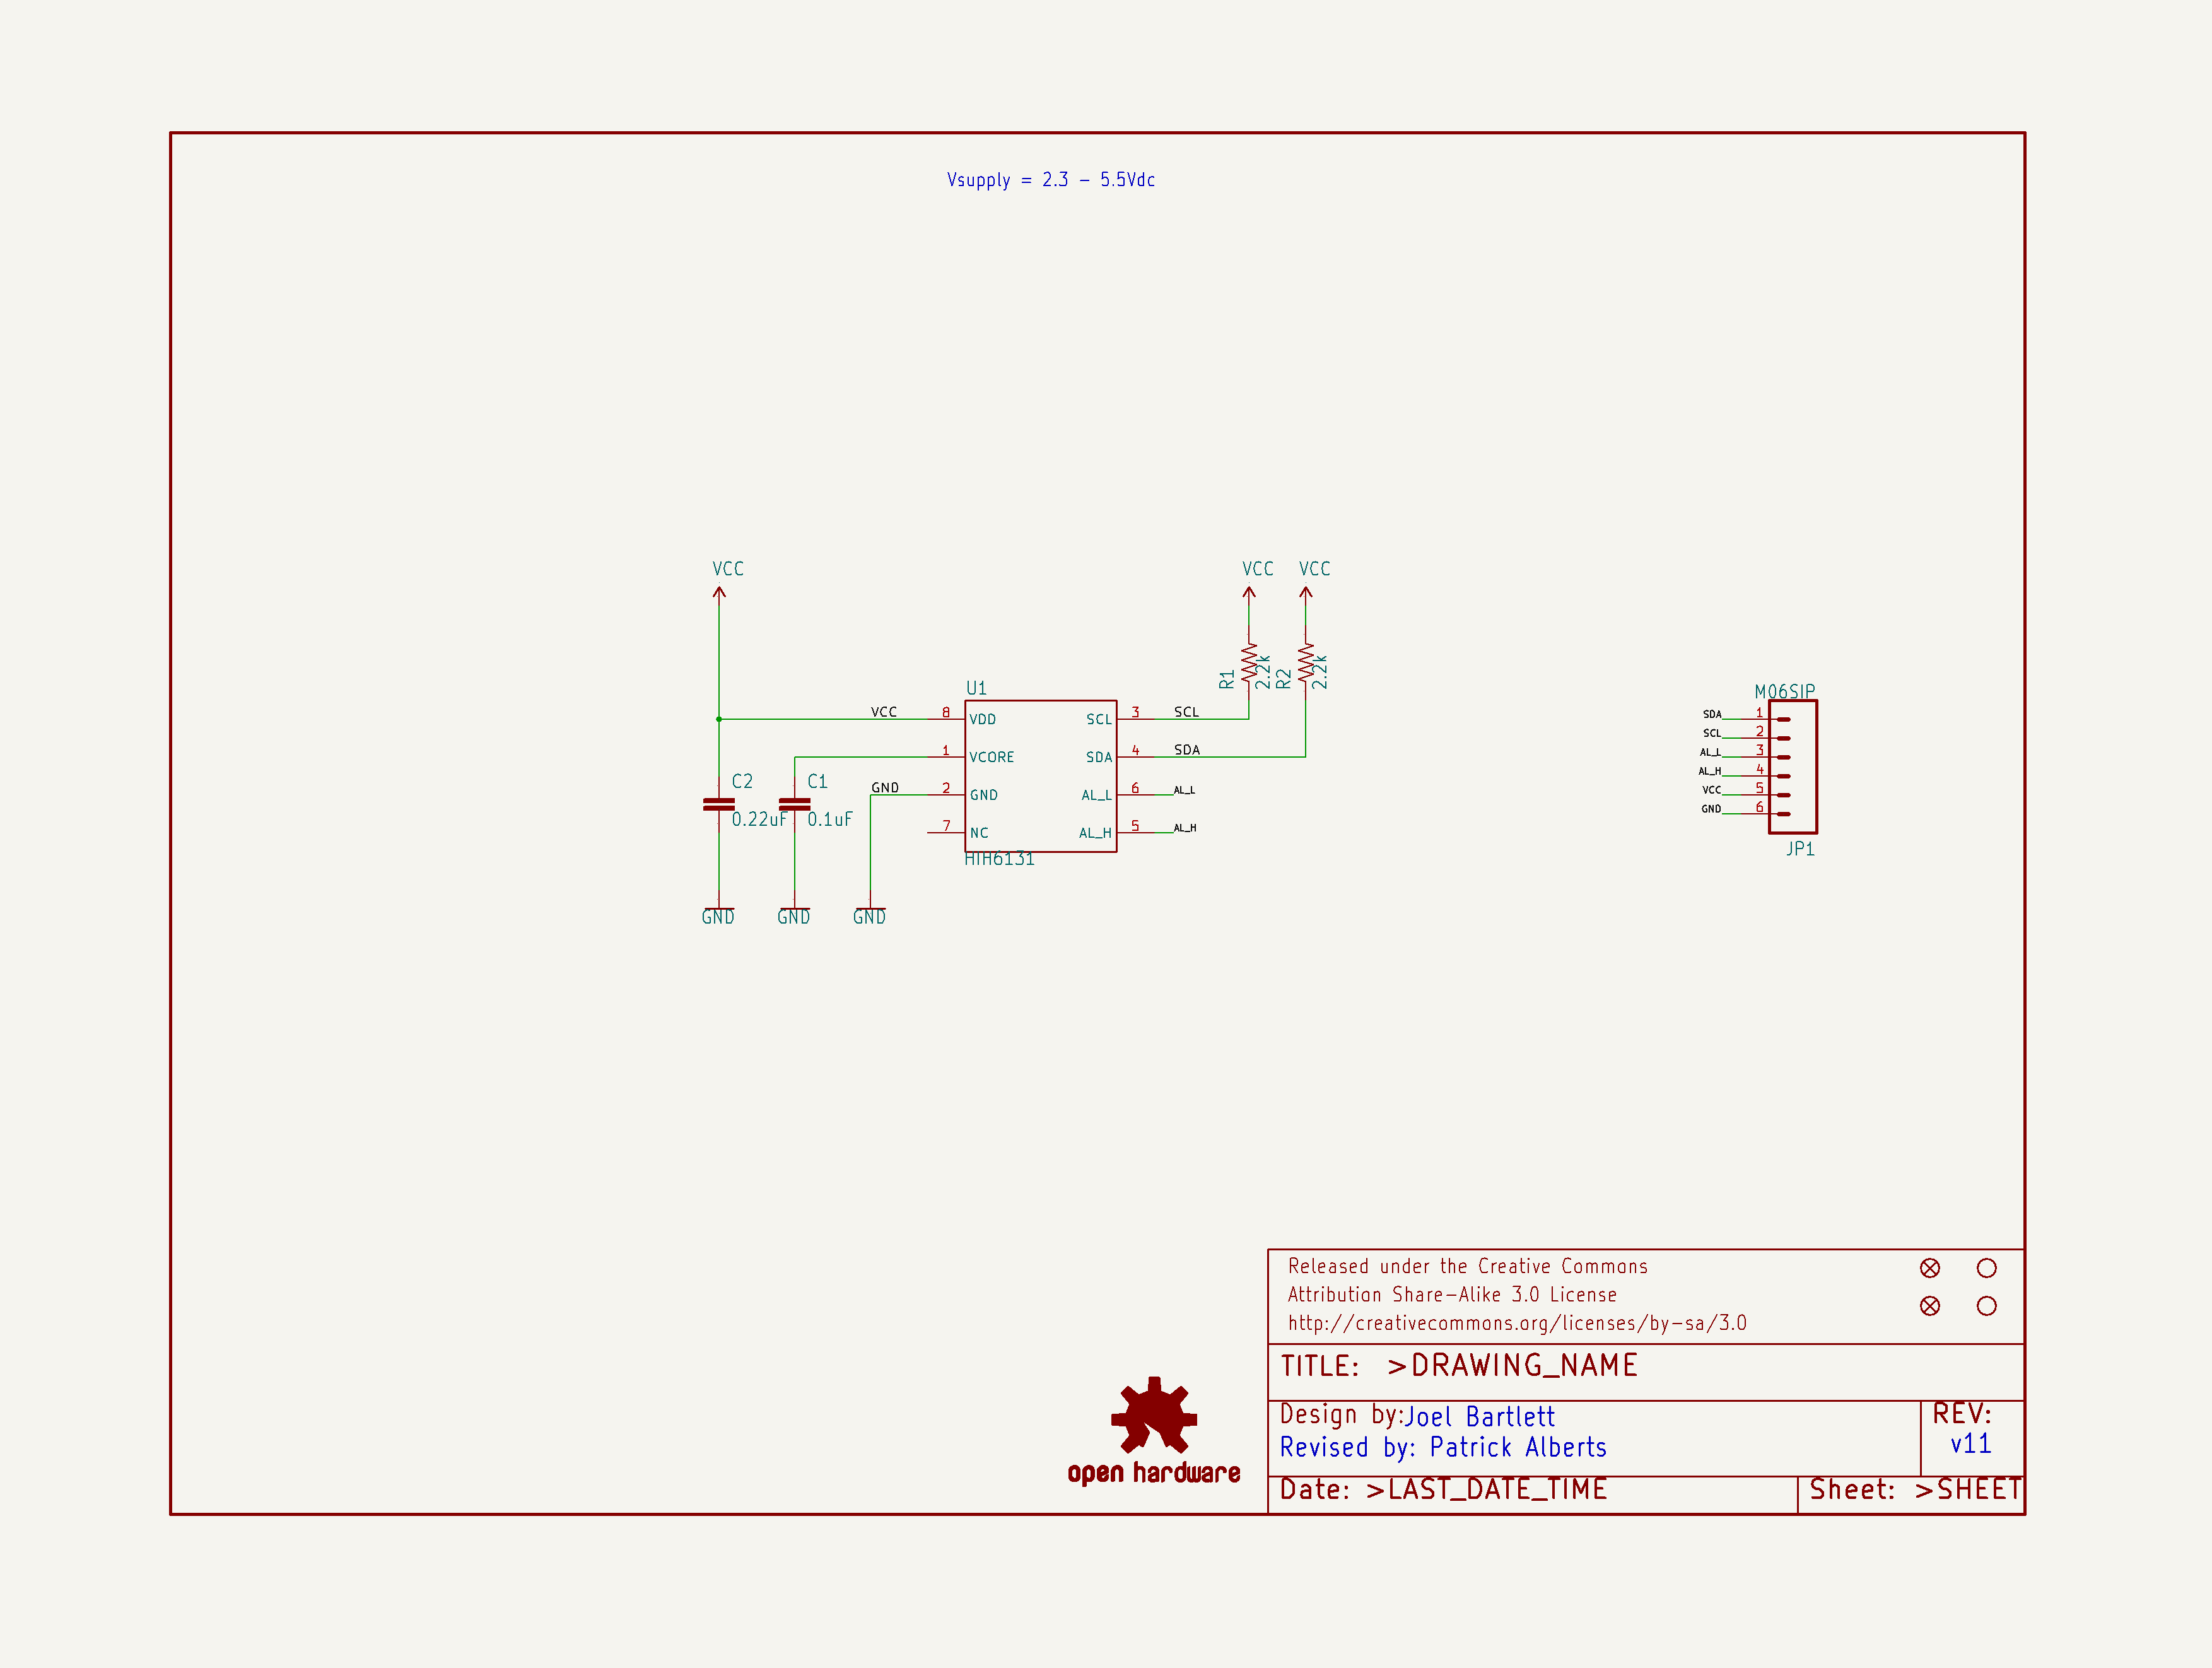 Vsupply = 2.3 - 5.5Vdc
VCC
VCC
VCC
R1
2.2k
R2
2.2k
U1
VCC
8
VDD
SCL
3
SCL
1
VCORE
SDA
4
SDA
GND
2
GND
AL_L
6
AL_L
7
NC
AL_H
5
AL_H
HIH6131
C2
0.22uF
C1
0.1uF
GND
GND
GND
M06SIP
SDA 1
SCL 2
AL_L 3
AL_H 4
VCC 5
GND 6
JP1
Released under the Creative Commons
Attribution Share-Alike 3.0 License
http://creativecommons.org/licenses/by-sa/3.0
TITLE: >DRAWING_NAME
Design by:Joel Bartlett
Revised by: Patrick Alberts
REV:
v11
Date: >LAST_DATE_TIME
Sheet: >SHEET
open hardware